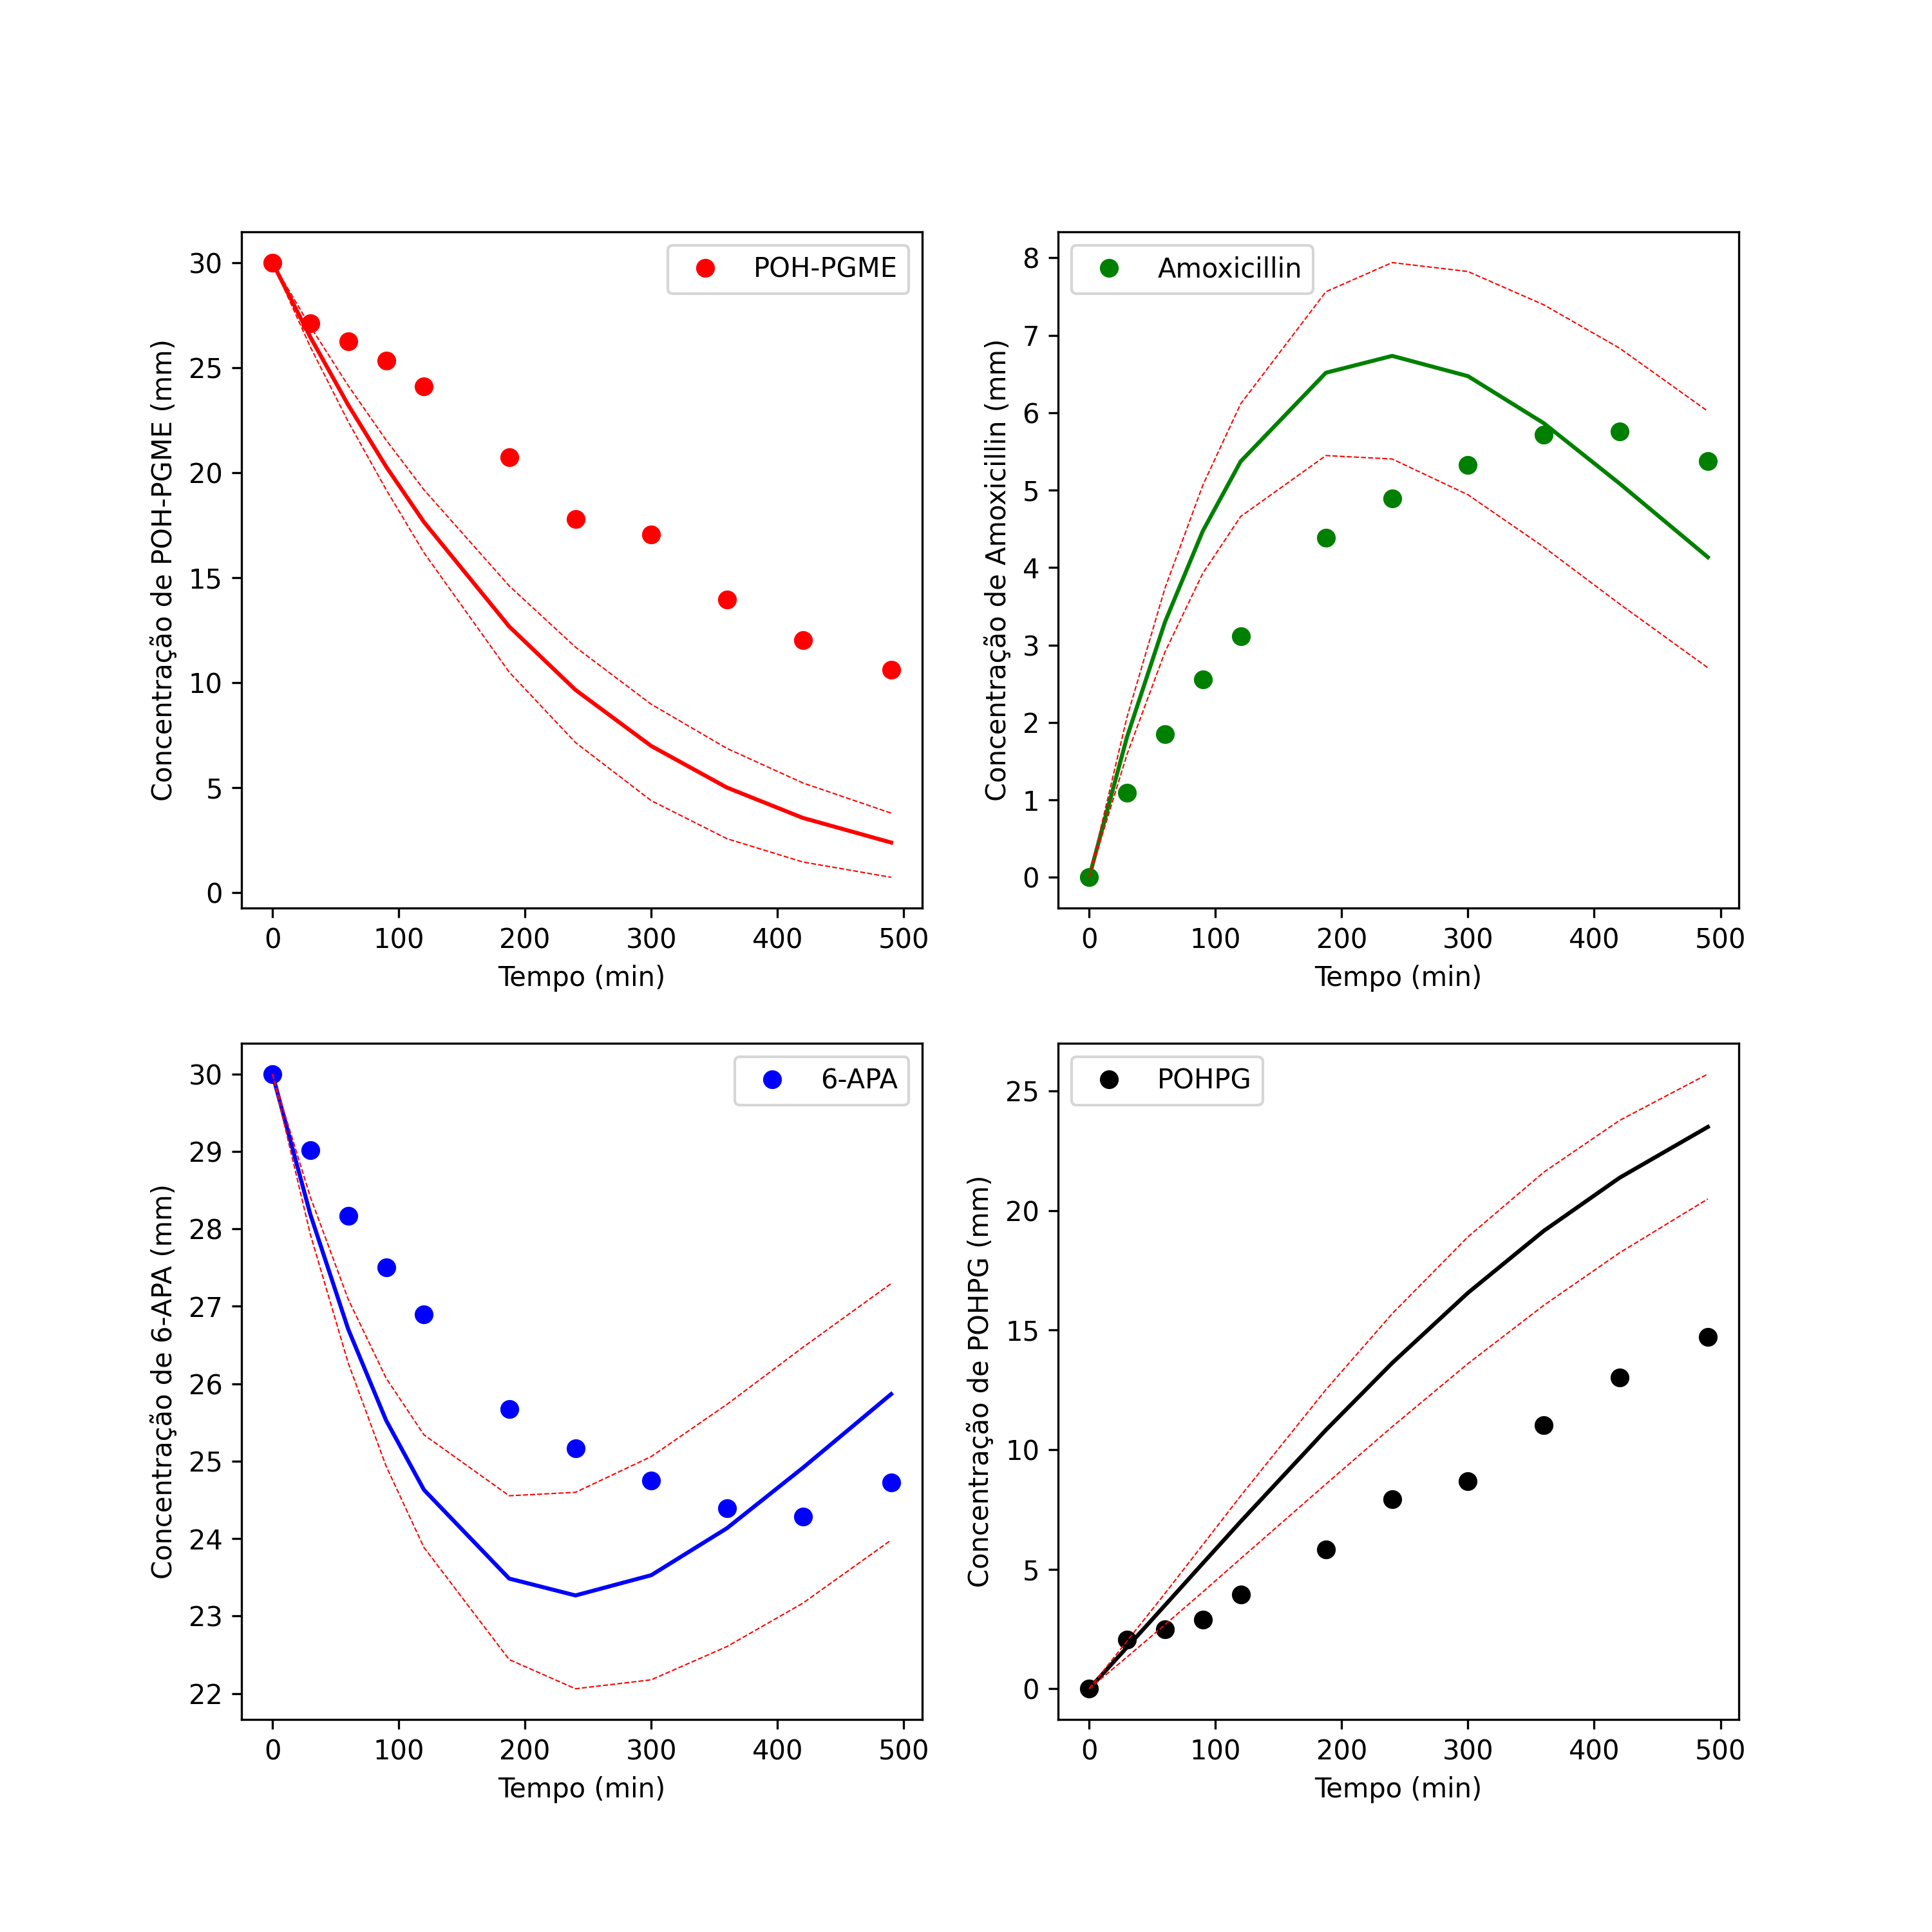 POH-PGME
30
25
20
15
10
5
0
Concentração de POH-PGME (mm)
0 100 200 300 400 500
Tempo (min)
Amoxicillin
8
7
6
5
4
3
2
1
0
Concentração de Amoxicillin (mm)
0 100 200 300 400 500
Tempo (min)
6-APA
30
29
28
27
26
25
24
23
22
Concentração de 6-APA (mm)
0 100 200 300 400 500
Tempo (min)
POHPG
25
20
15
10
5
0
Concentração de POHPG (mm)
0 100 200 300 400 500
Tempo (min)